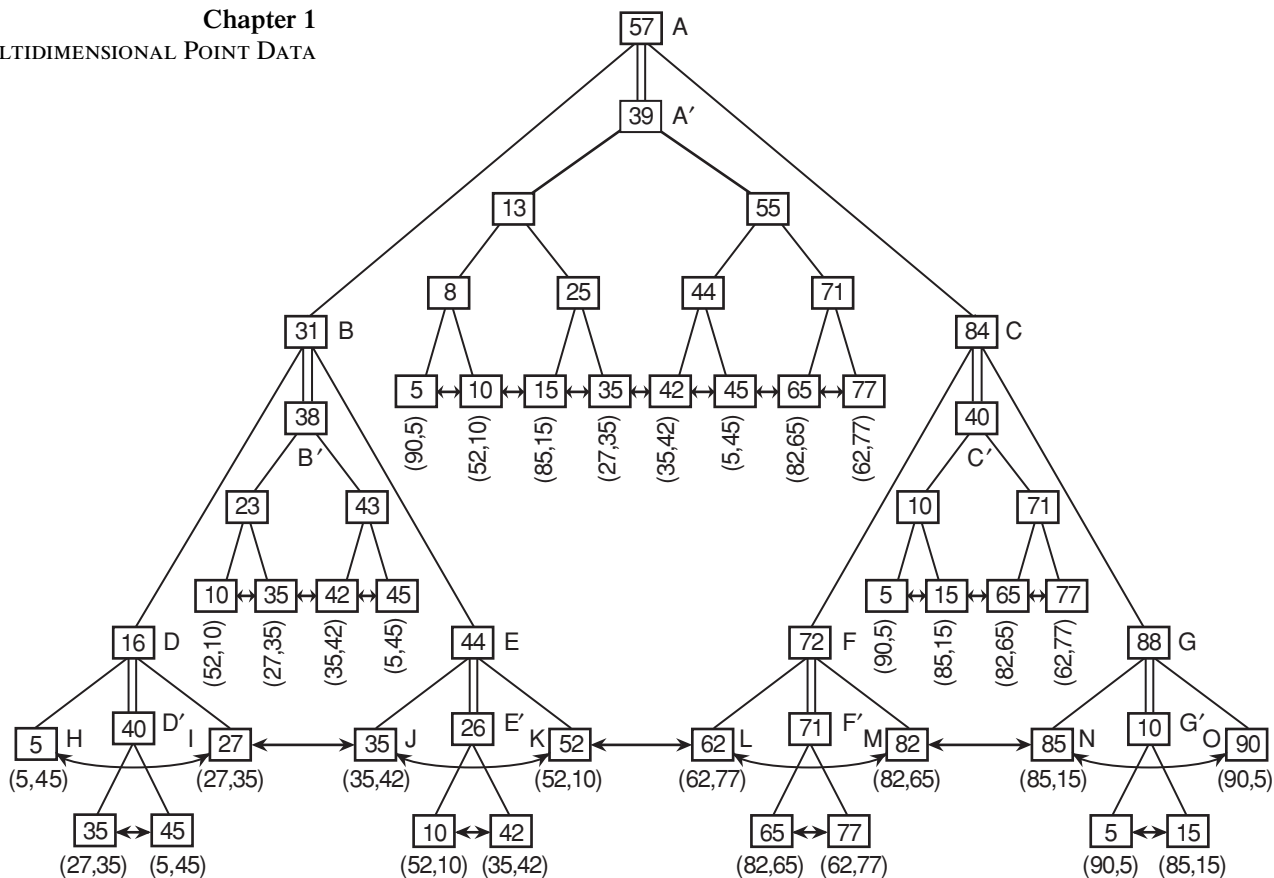 Chapter 1
LTIDIMENSIONAL POINT DATA
57 A
39 A′
13 55
8 25 44 71
31 B 84 C
5 10 15 35 42 45 65 77
(90,5) (52,10) (85,15) (27,35) (35,42) (5,45) (82,65) (62,77)
38 40
B′ C′
23 43 10 71
10 35 42 45 5 15 65 77
(52,10) (27,35) (35,42) (5,45) (90,5) (85,15) (82,65) (62,77)
16 D 44 E 72 F 88 G
5 H 40 D′ I 27 35 J 26 E′ K 52 62 L 71 F′ M 82 85 N 10 G′ O 90
(5,45) (27,35) (35,42) (52,10) (62,77) (82,65) (85,15) (90,5)
35 45 10 42 65 77 5 15
(27,35) (5,45) (52,10) (35,42) (82,65) (62,77) (90,5) (85,15)